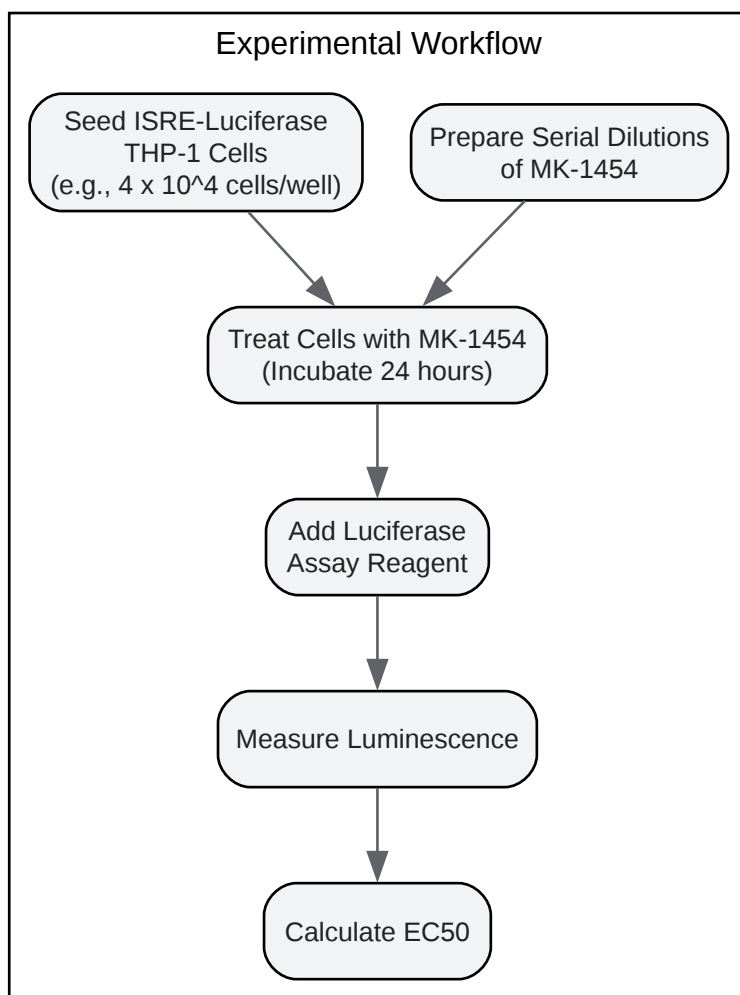 Experimental Workflow
Seed ISRE-Luciferase
THP-1 Cells
(e.g., 4 x 10^4 cells/well)
Prepare Serial Dilutions
of MK-1454
Treat Cells with MK-1454
(Incubate 24 hours)
Add Luciferase
Assay Reagent
Measure Luminescence
Calculate EC50